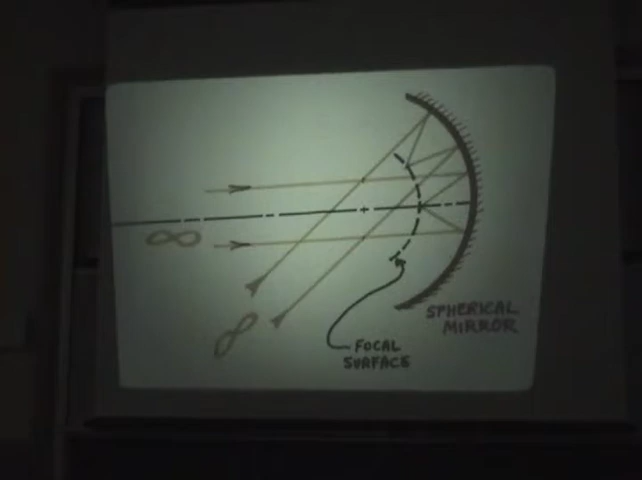 ∞
∞
SPHERICAL
MIRROR
FOCAL
SURFACE